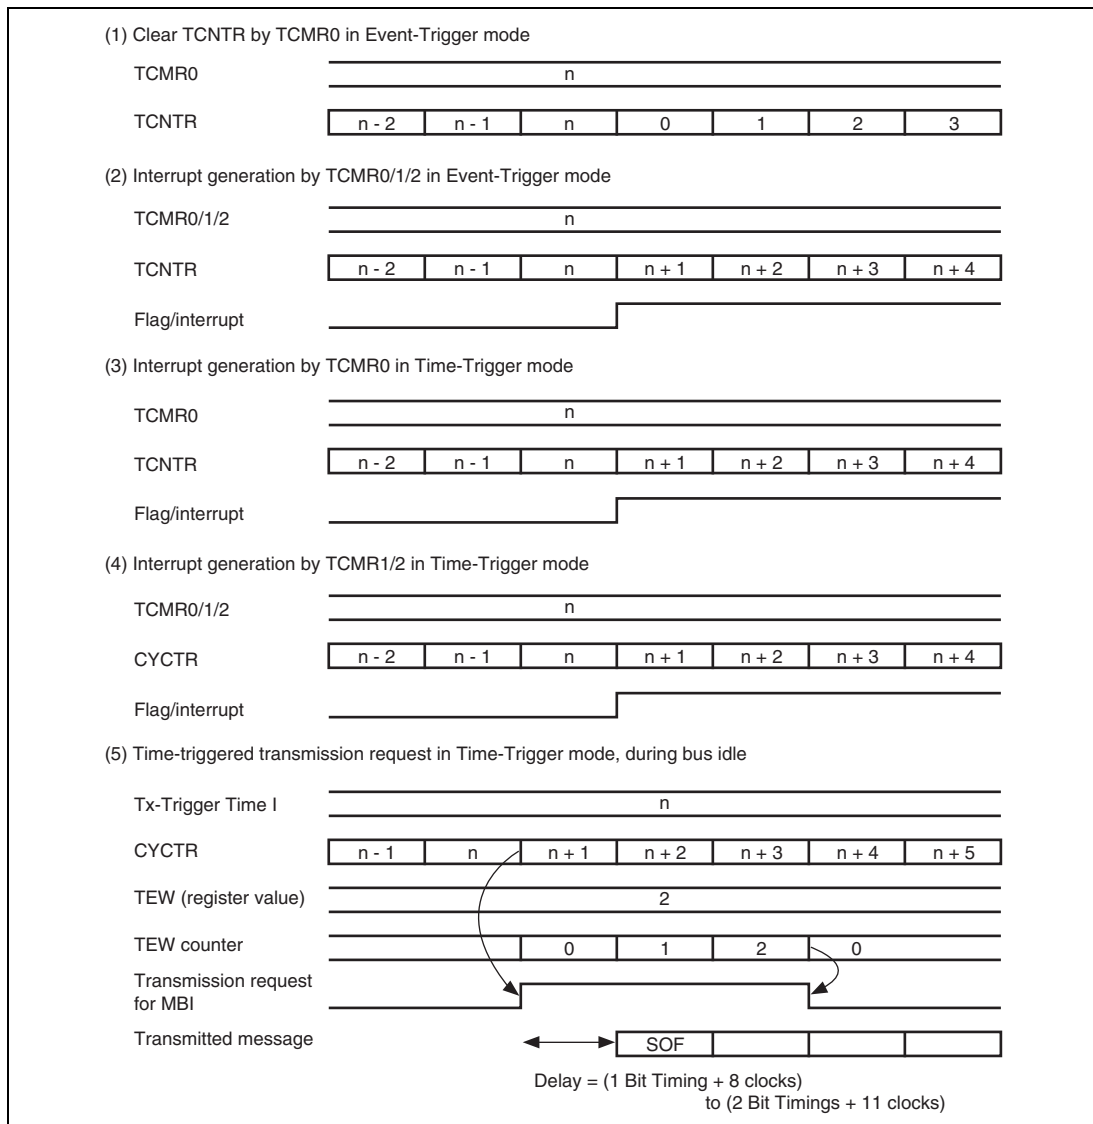 (1) Clear TCNTR by TCMR0 in Event-Trigger mode
TCMR0 n
TCNTR n - 2 n - 1 n 0 1 2 3
(2) Interrupt generation by TCMR0/1/2 in Event-Trigger mode
TCMR0/1/2 n
TCNTR n - 2 n - 1 n n + 1 n + 2 n + 3 n + 4
Flag/interrupt
(3) Interrupt generation by TCMR0 in Time-Trigger mode
TCMR0 n
TCNTR n - 2 n - 1 n n + 1 n + 2 n + 3 n + 4
Flag/interrupt
(4) Interrupt generation by TCMR1/2 in Time-Trigger mode
TCMR0/1/2 n
CYCTR n - 2 n - 1 n n + 1 n + 2 n + 3 n + 4
Flag/interrupt
(5) Time-triggered transmission request in Time-Trigger mode, during bus idle
Tx-Trigger Time I n
CYCTR n - 1 n n + 1 n + 2 n + 3 n + 4 n + 5
TEW (register value) 2
TEW counter 0 1 2 0
Transmission request
for MBI
Transmitted message SOF
Delay = (1 Bit Timing + 8 clocks)
to (2 Bit Timings + 11 clocks)